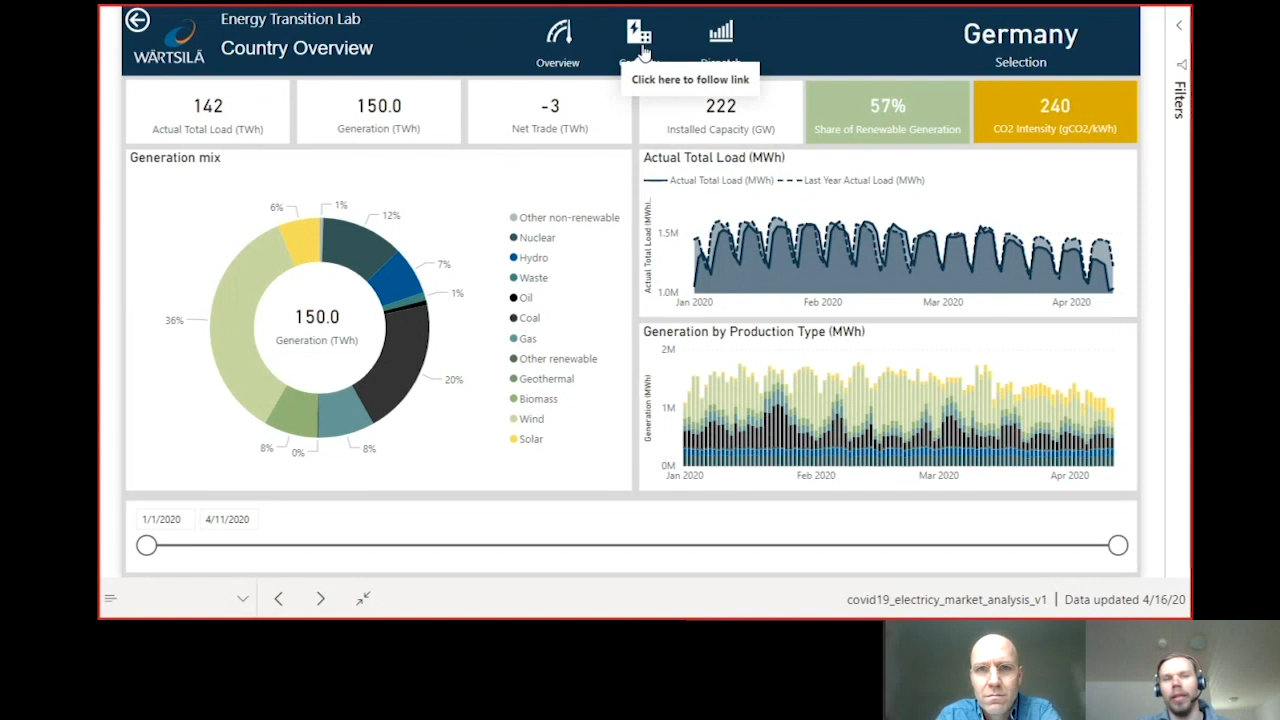 Energy Transition Lab
Country Overview
WÄRTSILÄ
Overview
Click here to follow link
Germany
Selection
Filters
142
Actual Total Load (TWh)
150.0
Generation (TWh)
-3
Net Trade (TWh)
222
Installed Capacity (GW)
57%
Share of Renewable Generation
240
CO2 Intensity (gCO2/kWh)
Generation mix
6%
1%
12%
7%
1%
36%
20%
8%
0%
8%
150.0
Generation (TWh)
Other non-renewable
Nuclear
Hydro
Waste
Oil
Coal
Gas
Other renewable
Geothermal
Biomass
Wind
Solar
Actual Total Load (MWh)
Actual Total Load (MWh) Last Year Actual Load (MWh)
Actual Total Load (MWh)...
1.5M
1.0M
Jan 2020 Feb 2020 Mar 2020 Apr 2020
Generation by Production Type (MWh)
Generation (MWh)
2M
1M
0M
Jan 2020 Feb 2020 Mar 2020 Apr 2020
1/1/2020 4/11/2020
covid19_electricy_market_analysis_v1 | Data updated 4/16/20